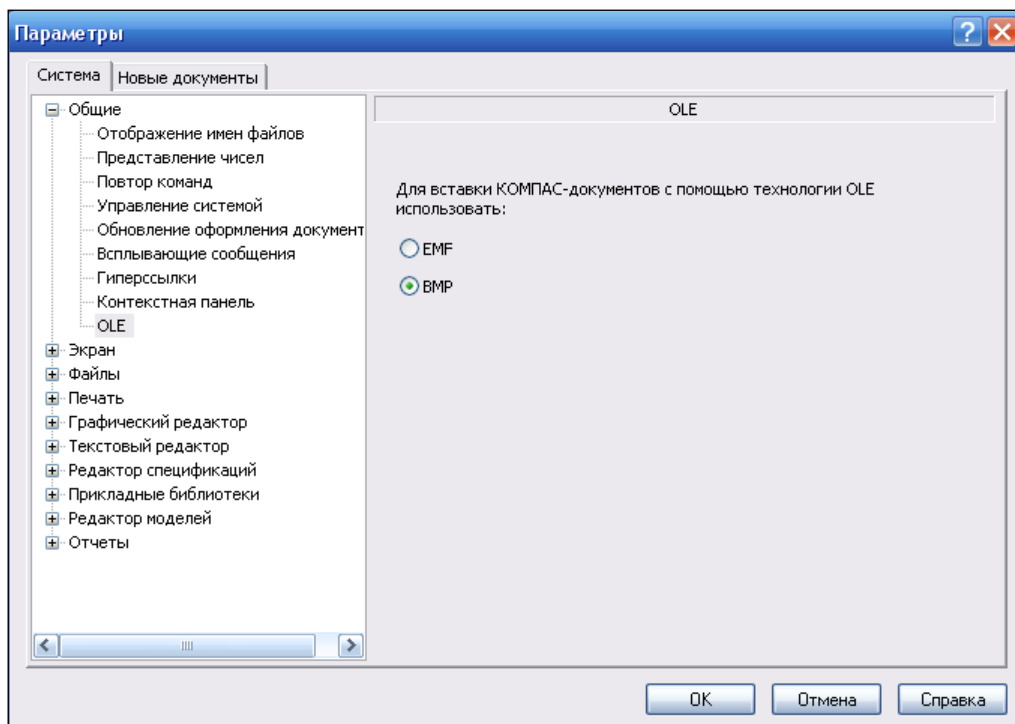 Параметры
Система
Новые документы
Общие
Отображение имен файлов
Представление чисел
Повтор команд
Управление системой
Обновление оформления документ
Всплывающие сообщения
Гиперссылки
Контекстная панель
OLE
Экран
Файлы
Печать
Графический редактор
Текстовый редактор
Редактор спецификаций
Прикладные библиотеки
Редактор моделей
Отчеты
OLE
Для вставки КОМПАС-документов с помощью технологии OLE
использовать:
EMF
BMP
OK
Отмена
Справка